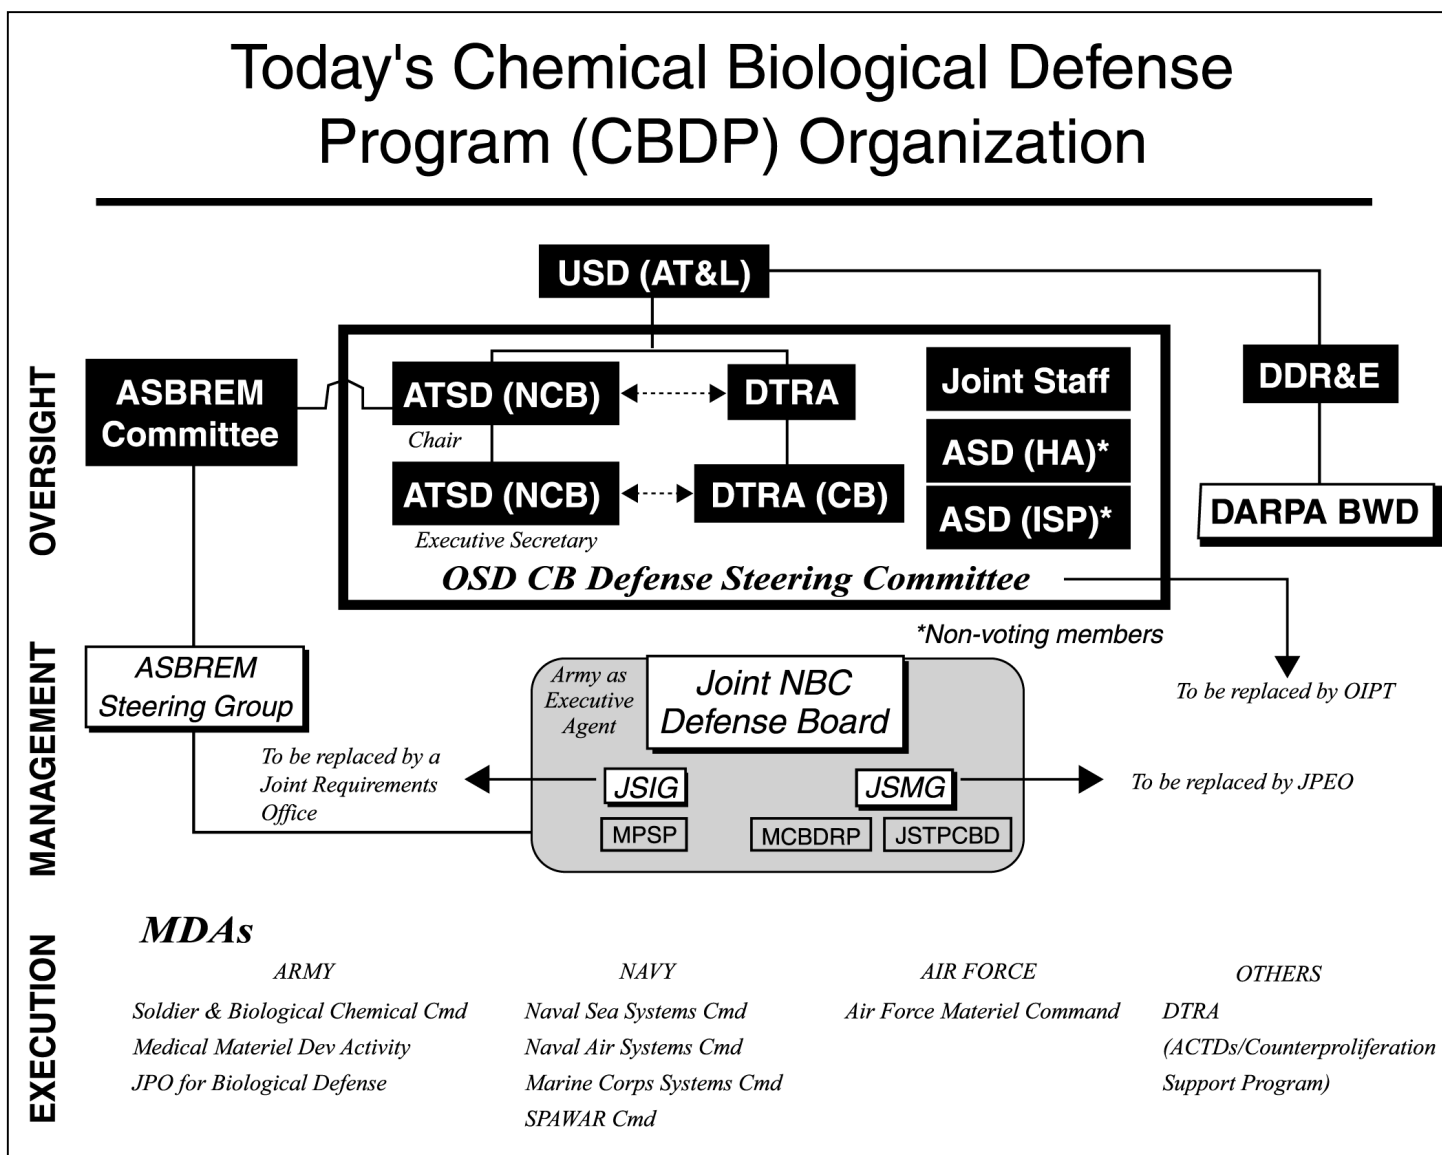 Today's Chemical Biological Defense
Program (CBDP) Organization
OVERSIGHT
USD (AT&L)
ASBREM
Committee
ATSD (NCB)
Chair
DTRA
Joint Staff
DDR&E
ASD (HA)*
ATSD (NCB)
Executive Secretary
DTRA (CB)
ASD (ISP)*
DARPA BWD
OSD CB Defense Steering Committee
*Non-voting members
To be replaced by OIPT
MANAGEMENT
ASBREM
Steering Group
Army as
Executive
Agent
Joint NBC
Defense Board
To be replaced by a
Joint Requirements
Office
JSIG
JSMG
To be replaced by JPEO
MPSP
MCBDRP
JSTPCBD
EXECUTION
MDAs
ARMY
Soldier & Biological Chemical Cmd
Medical Materiel Dev Activity
JPO for Biological Defense
NAVY
Naval Sea Systems Cmd
Naval Air Systems Cmd
Marine Corps Systems Cmd
SPAWAR Cmd
AIR FORCE
Air Force Materiel Command
OTHERS
DTRA
(ACTDs/Counterproliferation
Support Program)